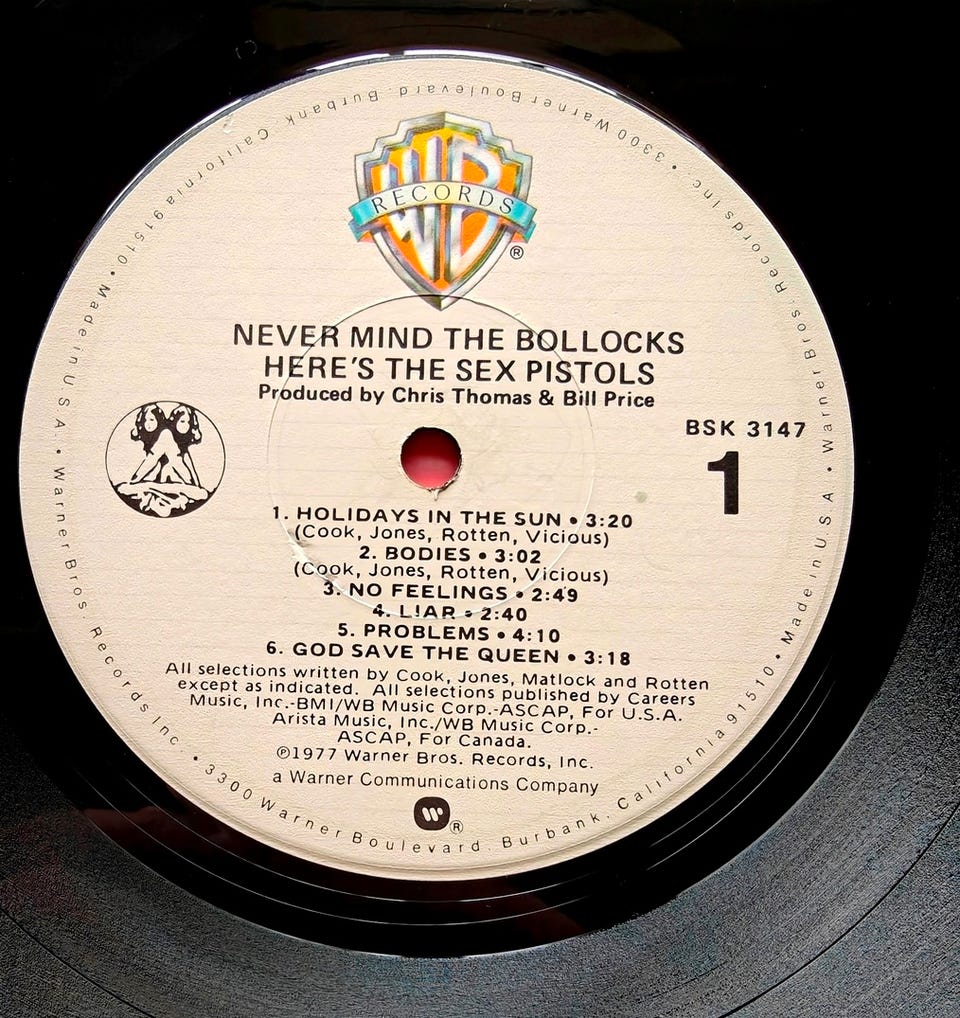 WB
RECORDS
®
NEVER MIND THE BOLLOCKS
HERE'S THE SEX PISTOLS
Produced by Chris Thomas & Bill Price
BSK 3147
1
1. HOLIDAYS IN THE SUN • 3:20
(Cook, Jones, Rotten, Vicious)
2. BODIES • 3:02
(Cook, Jones, Rotten, Vicious)
3. NO FEELINGS • 2:49
4. LIAR • 2:40
5. PROBLEMS • 4:10
6. GOD SAVE THE QUEEN • 3:18
All selections written by Cook, Jones, Matlock and Rotten
except as indicated. All selections published by Careers
Music, Inc.-BMI/WB Music Corp.-ASCAP, For U.S.A.
Arista Music, Inc./WB Music Corp.-
ASCAP, For Canada.
℗1977 Warner Bros. Records, Inc.
a Warner Communications Company
®
Warner Bros. Records Inc. • 3300 Warner Boulevard. Burbank. California 91510 • Made in U.S.A. • Warner Bros. Records Inc. • 3300 Warner Boulevard. Burbank. California 91510 • Made in U.S.A. •